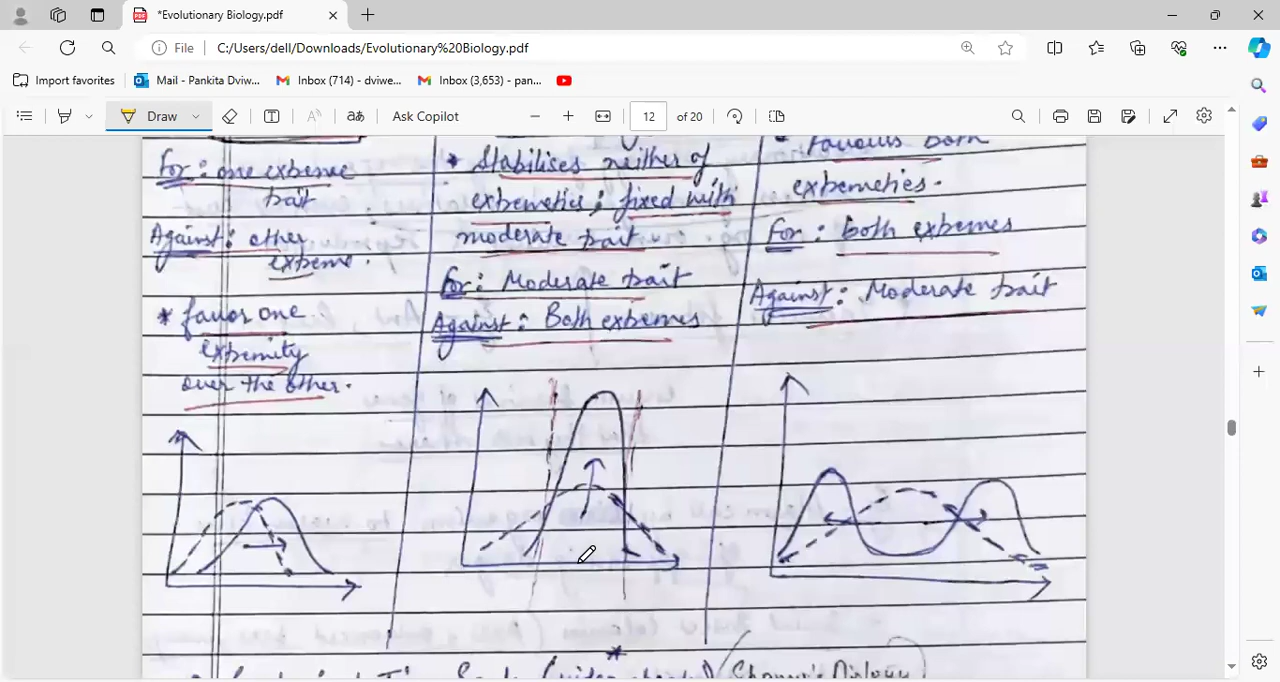 *Evolutionary Biology.pdf
File
C:/Users/dell/Downloads/Evolutionary%20Biology.pdf
Import favorites
Mail - Pankita Dviw...
Inbox (714) - dviwe...
Inbox (3,653) - pan...
Draw
Ask Copilot
12 of 20
For: one extreme
trait
Against: other
extreme.
* favor one
extremity
over the other.
* Stabilises neither of
extremeties; fixed with
moderate trait
For: Moderate trait
Against: Both extremes
* Favours both
extremeties.
For: both extremes
Against: Moderate trait